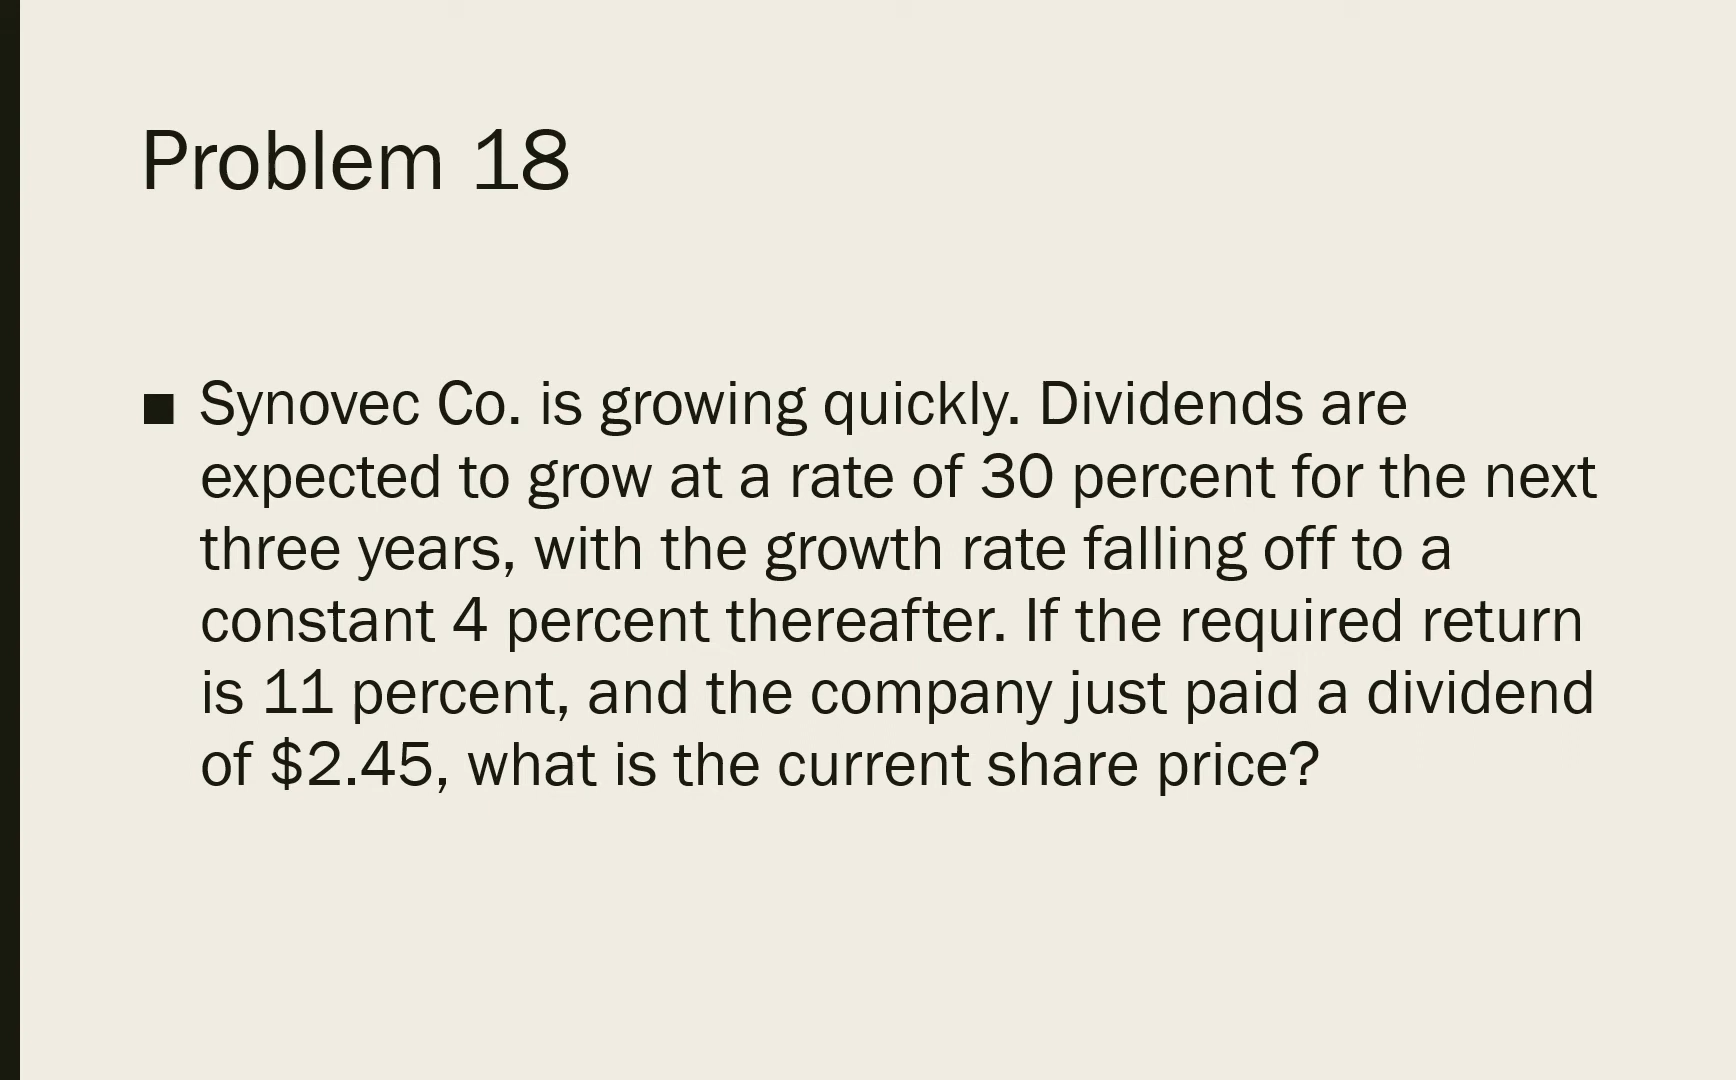 Problem 18
■ Synovec Co. is growing quickly. Dividends are
expected to grow at a rate of 30 percent for the next
three years, with the growth rate falling off to a
constant 4 percent thereafter. If the required return
is 11 percent, and the company just paid a dividend
of $2.45, what is the current share price?